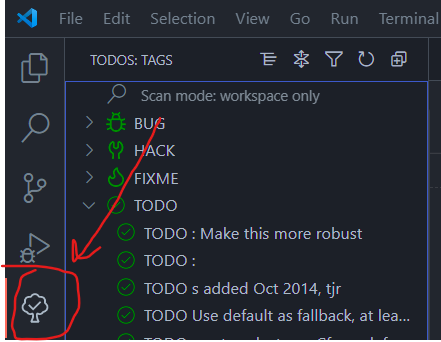 File Edit Selection View Go Run Terminal
TODOS: TAGS
Scan mode: workspace only
BUG
HACK
FIXME
TODO
TODO : Make this more robust
TODO :
TODO s added Oct 2014, tjr
TODO Use default as fallback, at lea...